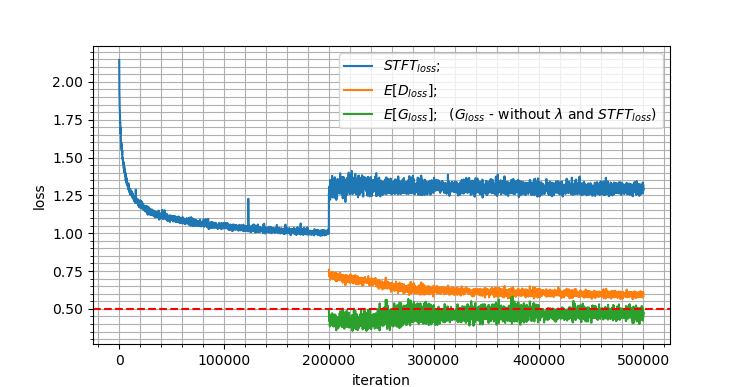 STFT_loss;
E[D_loss];
E[G_loss]; (G_loss - without λ and STFT_loss)
2.00
1.75
1.50
1.25
1.00
0.75
0.50
loss
0 100000 200000 300000 400000 500000
iteration